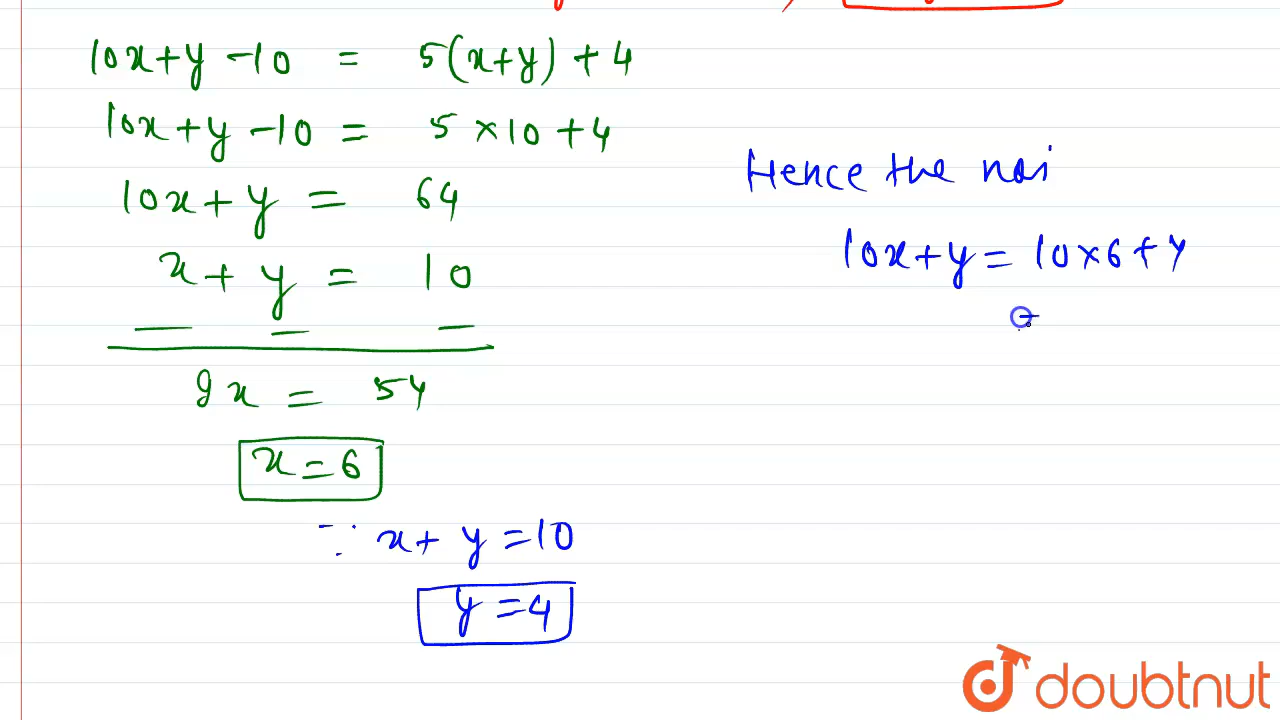 10x+y -10 = 5(x+y) + 4
10x+y -10 = 5 ×10 +4
10x+y = 64
x + y = 10
9x = 54
x = 6
∵ x + y = 10
y = 4
Hence the
10x+y = 10×6+4
=
doubtnut